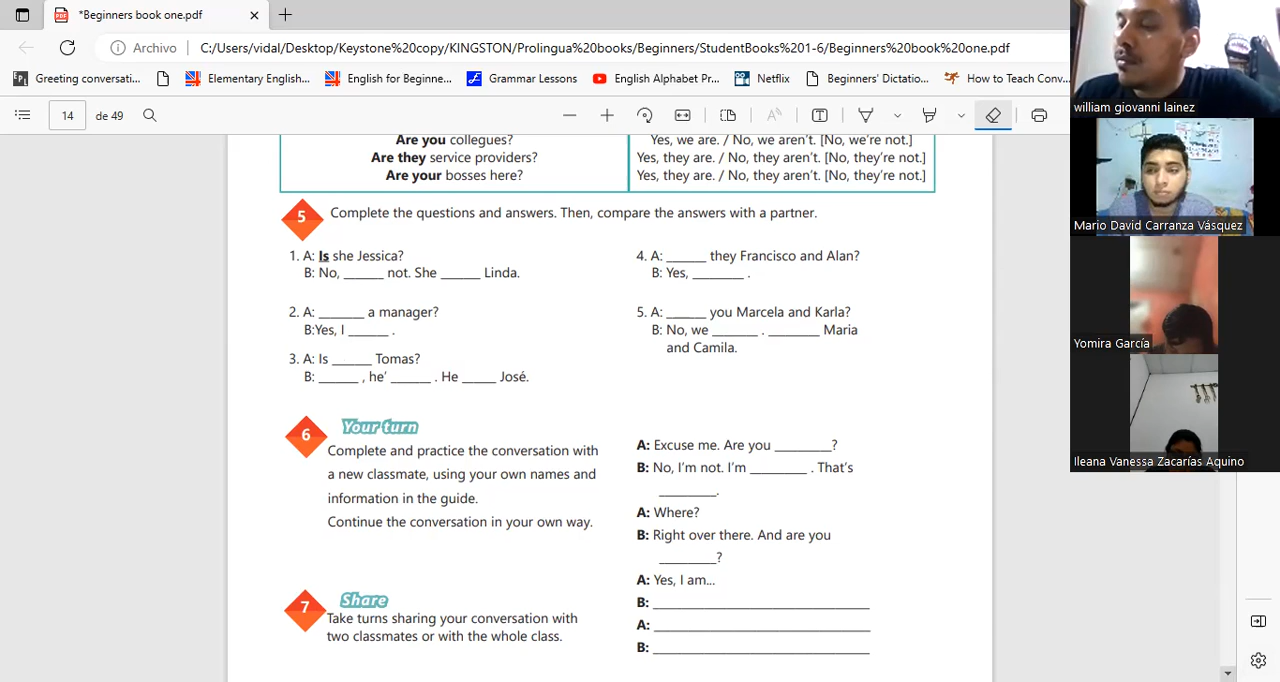 *Beginners book one.pdf
Archivo C:/Users/vidal/Desktop/Keystone%20copy/KINGSTON/Prolingua%20books/Beginners/StudentBooks%201-6/Beginners%20book%20one.pdf
Greeting conversati... Elementary English... English for Beginne... Grammar Lessons English Alphabet Pr... Netflix Beginners' Dictatio... How to Teach Conv...
14 de 49
Are you collegues? Yes, we are. / No, we aren't. [No, we're not.]
Are they service providers? Yes, they are. / No, they aren't. [No, they're not.]
Are your bosses here? Yes, they are. / No, they aren't. [No, they're not.]
5 Complete the questions and answers. Then, compare the answers with a partner.
1. A: Is she Jessica?
B: No, ______ not. She ______ Linda.
2. A: _______ a manager?
B:Yes, I ______ .
3. A: Is ______ Tomas?
B: ______ , he' ______ . He _____ José.
4. A: ______ they Francisco and Alan?
B: Yes, ________ .
5. A: ______ you Marcela and Karla?
B: No, we _______ . ________ Maria
and Camila.
6 Your turn
Complete and practice the conversation with
a new classmate, using your own names and
information in the guide.
Continue the conversation in your own way.
7 Share
Take turns sharing your conversation with
two classmates or with the whole class.
A: Excuse me. Are you ________?
B: No, I'm not. I'm ________ . That's
________.
A: Where?
B: Right over there. And are you
________?
A: Yes, I am...
B: ______________________________
A: ______________________________
B: ______________________________
william giovanni lainez
Mario David Carranza Vásquez
Yomira García
Ileana Vanessa Zacarías Aquino